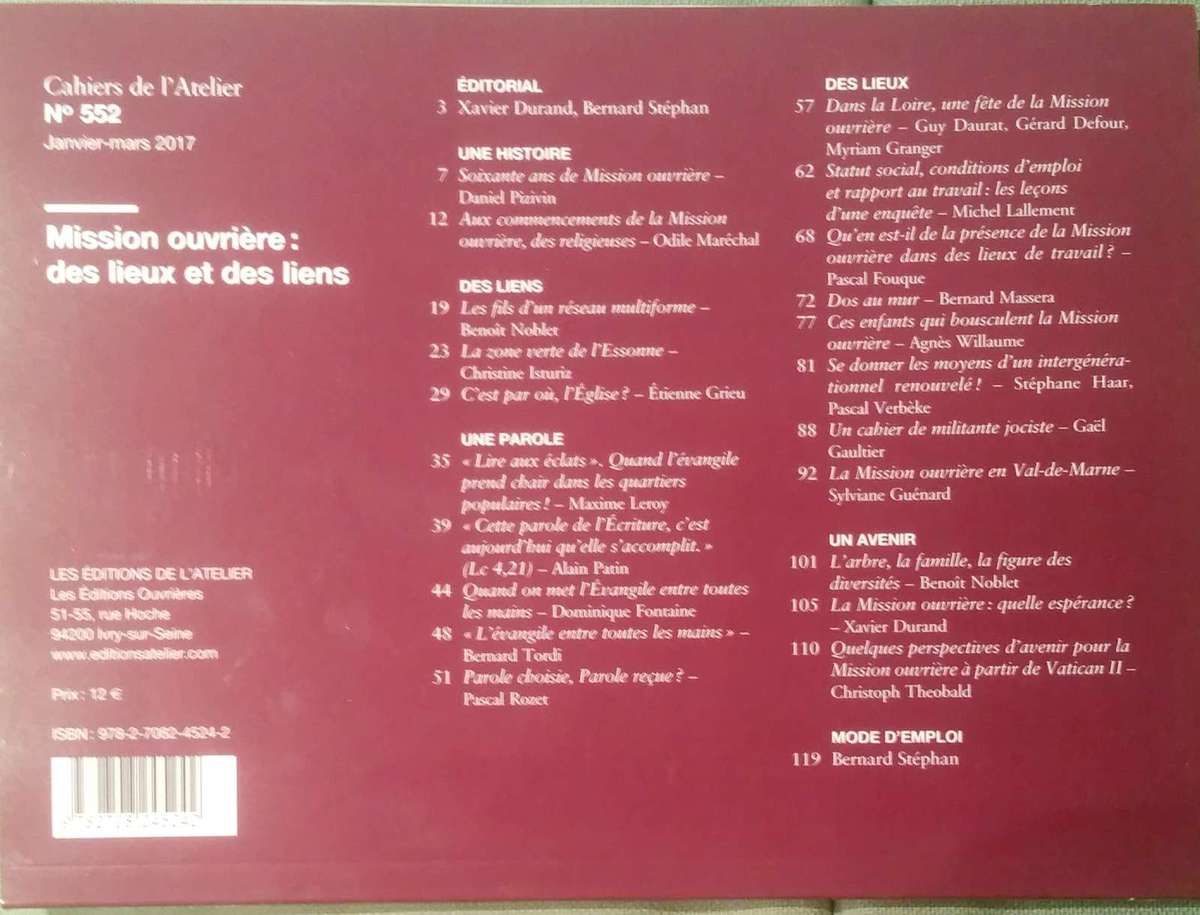 Cahiers de l'Atelier
N° 552
Janvier-mars 2017
Mission ouvrière :
des lieux et des liens
LES ÉDITIONS DE L'ATELIER
Les Éditions Ouvrières
51-55, rue Hoche
94200 Ivry-sur-Seine
www.editionsatelier.com
Prix : 12 €
ISBN : 978-2-7082-4524-2
ÉDITORIAL
3 Xavier Durand, Bernard Stéphan
UNE HISTOIRE
7 Soixante ans de Mission ouvrière –
Daniel Pizivin
12 Aux commencements de la Mission
ouvrière, des religieuses – Odile Maréchal
DES LIENS
19 Les fils d'un réseau multiforme –
Benoît Noblet
23 La zone verte de l'Essonne –
Christine Isturiz
29 C'est par où, l'Église ? – Étienne Grieu
UNE PAROLE
35 « Lire aux éclats ». Quand l'évangile
prend chair dans les quartiers
populaires ! – Maxime Leroy
39 « Cette parole de l'Écriture, c'est
aujourd'hui qu'elle s'accomplit. »
(Lc 4,21) – Alain Patin
44 Quand on met l'Évangile entre toutes
les mains – Dominique Fontaine
48 « L'évangile entre toutes les mains » –
Bernard Tordi
51 Parole choisie, Parole reçue ? –
Pascal Rozet
DES LIEUX
57 Dans la Loire, une fête de la Mission
ouvrière – Guy Daurat, Gérard Defour,
Myriam Granger
62 Statut social, conditions d'emploi
et rapport au travail : les leçons
d'une enquête – Michel Lallement
68 Qu'en est-il de la présence de la Mission
ouvrière dans des lieux de travail ? –
Pascal Fouque
72 Dos au mur – Bernard Massera
77 Ces enfants qui bousculent la Mission
ouvrière – Agnès Willaume
81 Se donner les moyens d'un intergénéra-
tionnel renouvelé ! – Stéphane Haar,
Pascal Verbèke
88 Un cahier de militante jociste – Gaël
Gaultier
92 La Mission ouvrière en Val-de-Marne –
Sylviane Guénard
UN AVENIR
101 L'arbre, la famille, la figure des
diversités – Benoît Noblet
105 La Mission ouvrière : quelle espérance ?
– Xavier Durand
110 Quelques perspectives d'avenir pour la
Mission ouvrière à partir de Vatican II –
Christoph Theobald
MODE D'EMPLOI
119 Bernard Stéphan